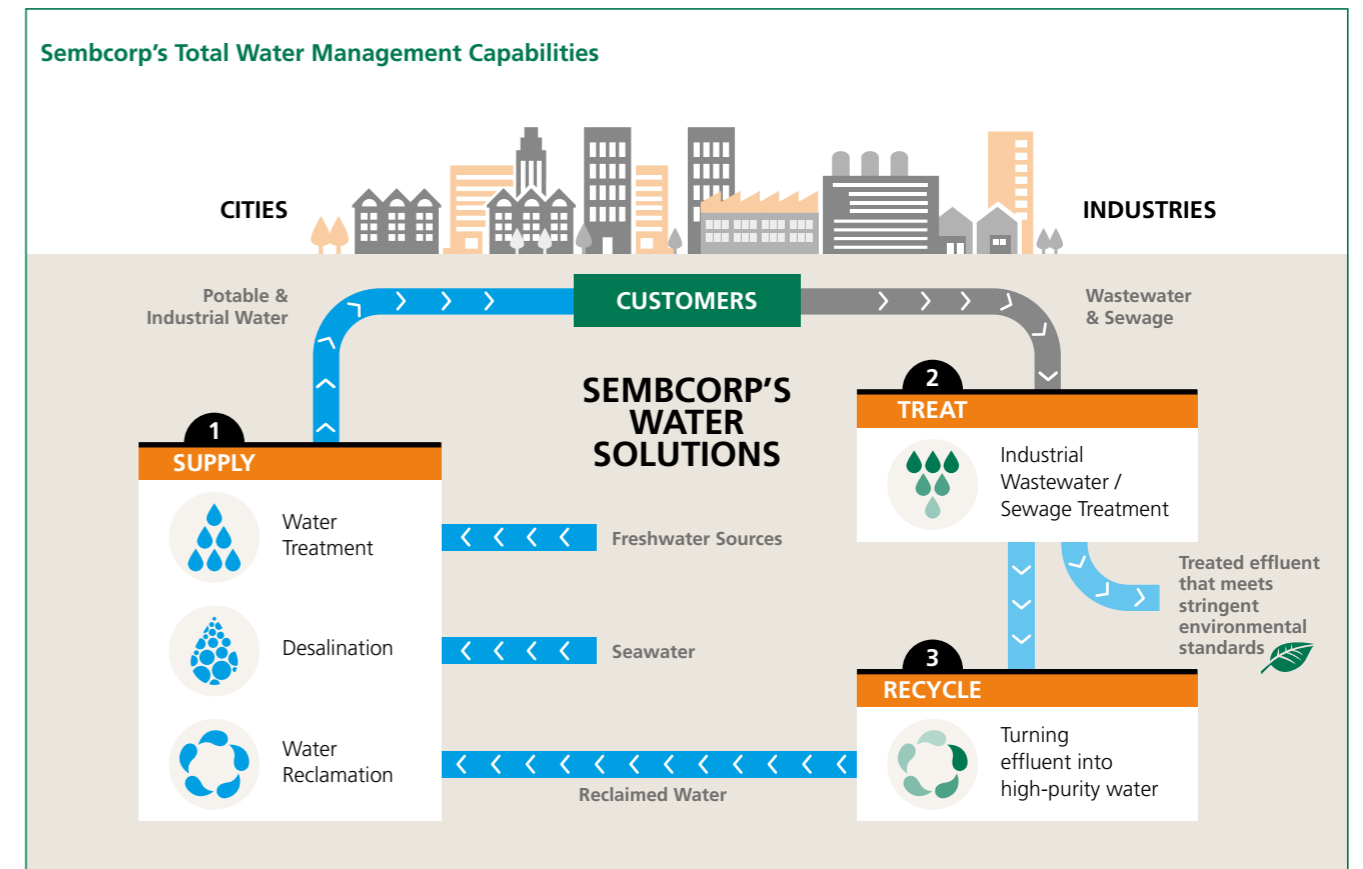 Sembcorp’s Total Water Management Capabilities
CITIES
INDUSTRIES
Potable &
Industrial Water
CUSTOMERS
Wastewater
& Sewage
SEMBCORP’S
WATER
SOLUTIONS
1
SUPPLY
Water
Treatment
Freshwater Sources
Desalination
Seawater
Water
Reclamation
Reclaimed Water
2
TREAT
Industrial
Wastewater /
Sewage Treatment
Treated effluent
that meets
stringent
environmental
standards
3
RECYCLE
Turning
effluent into
high-purity water